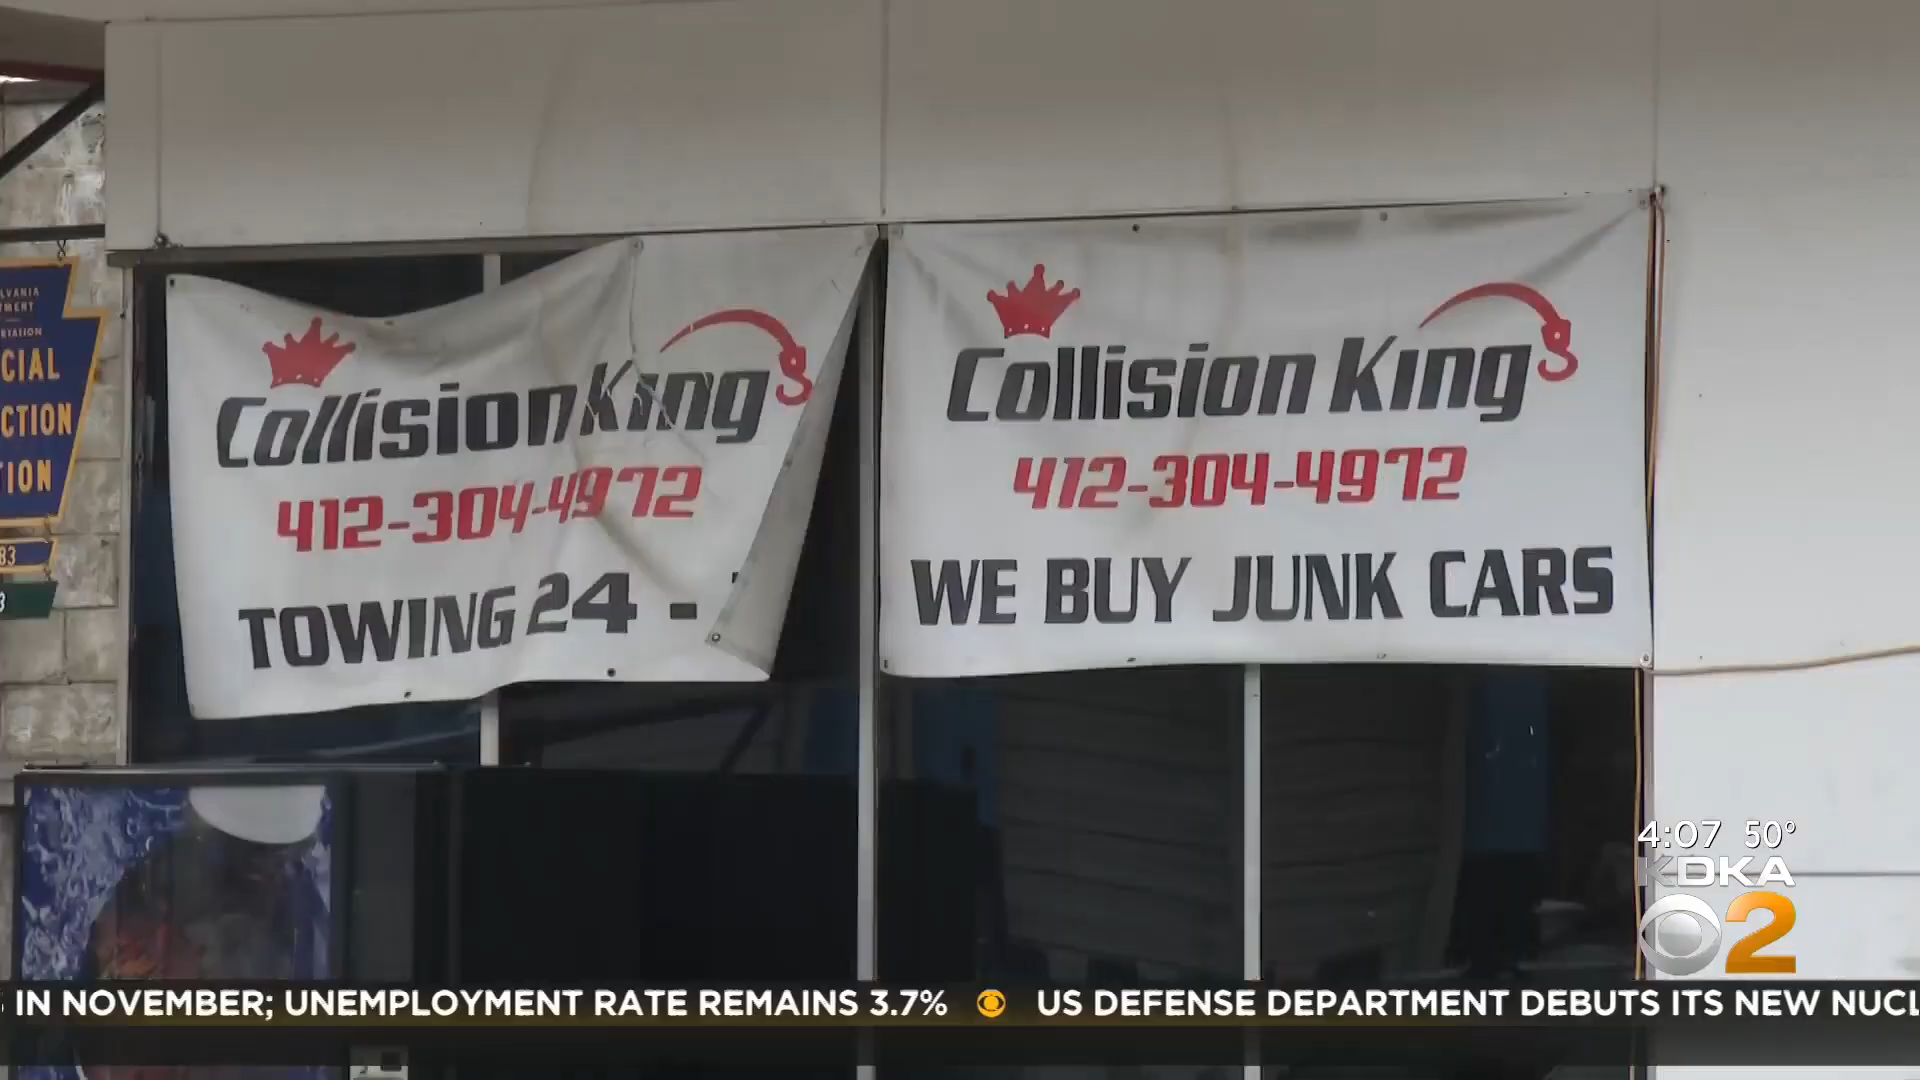 CIAL
CTION
TION
83
Collision King
412-304-4972
TOWING 24 -
Collision King
412-304-4972
WE BUY JUNK CARS
4:07 50°
KDKA
2
IN NOVEMBER; UNEMPLOYMENT RATE REMAINS 3.7% US DEFENSE DEPARTMENT DEBUTS ITS NEW NUCL